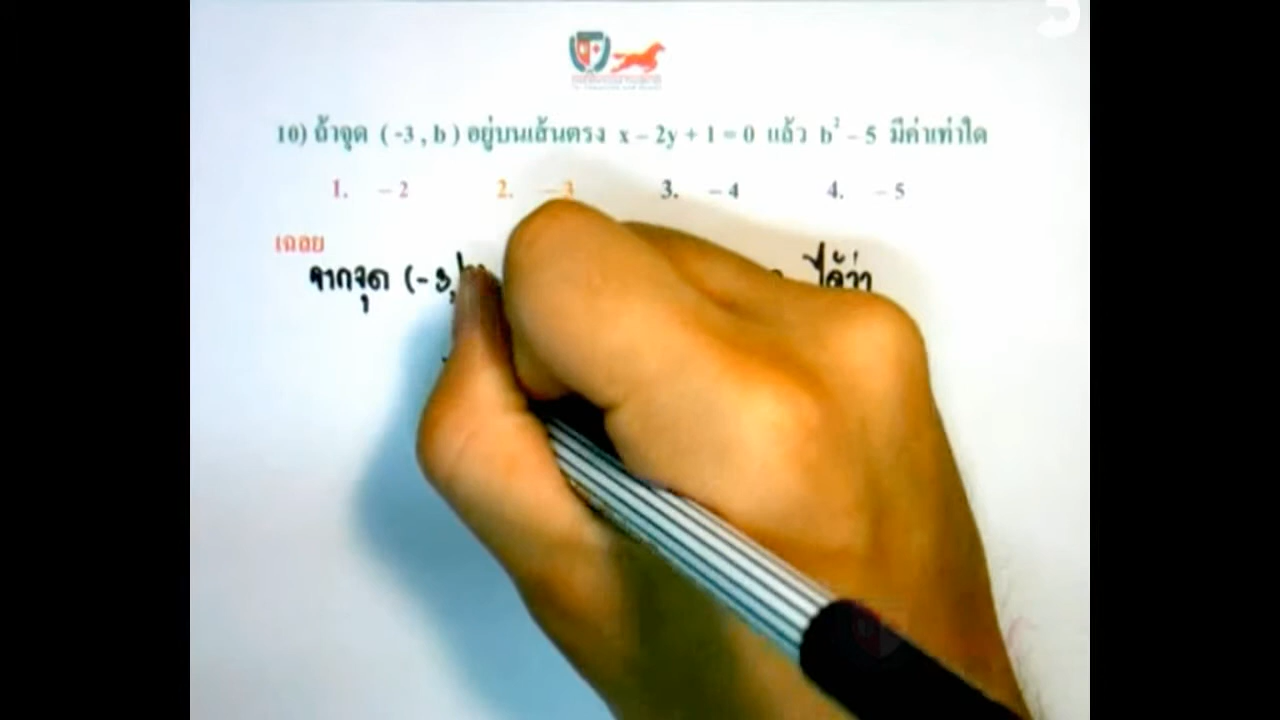 10) ถ้าจุด ( -3 , b ) อยู่บนเส้นตรง x – 2y + 1 = 0 แล้ว b² – 5 มีค่าเท่าใด
1. – 2 2. – 3 3. – 4 4. – 5
เฉลย
จากจุด (-3, ได้ว่า